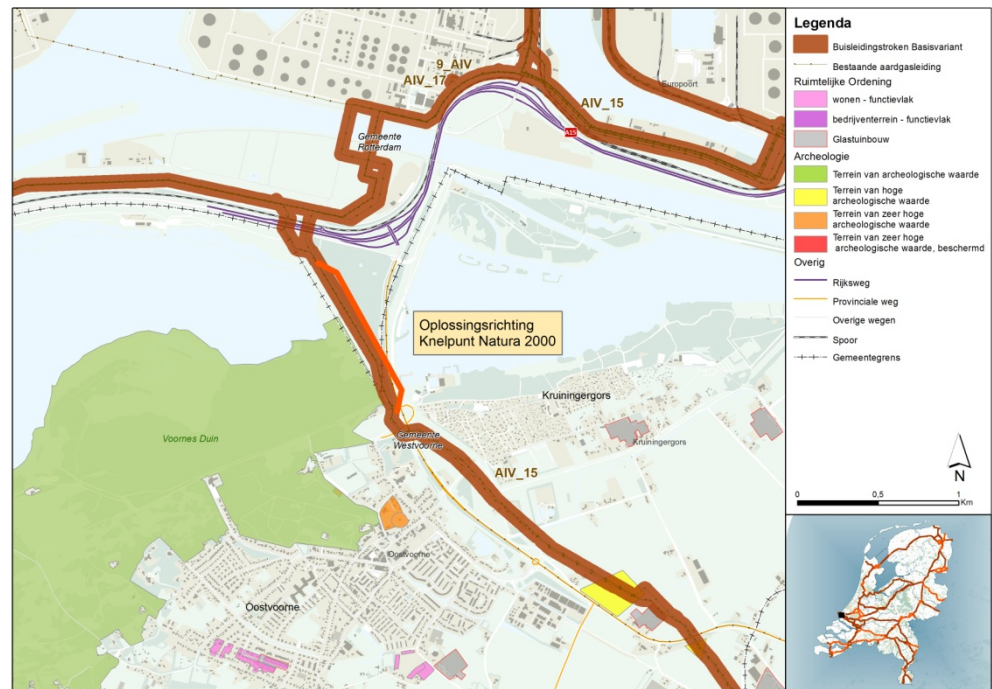 9_AIV
AIV_17
AIV_15
Europoort
A15
Gemeente
Rotterdam
Oplossingsrichting
Knelpunt Natura 2000
Kruiningergors
Kruiningergors
Voornes Duin
Gemeente
Westvoorne
AIV_15
Oostvoorne
Oostvoorne
Legenda
Buisleidingstroken Basisvariant
Bestaande aardgasleiding
Ruimtelijke Ordening
wonen - functievlak
bedrijventerrein - functievlak
Glastuinbouw
Archeologie
Terrein van archeologische waarde
Terrein van hoge
archeologische waarde
Terrein van zeer hoge
archeologische waarde
Terrein van zeer hoge
archeologische waarde, beschermd
Overig
Rijksweg
Provinciale weg
Overige wegen
Spoor
Gemeentegrens
N
0 0,5 1
Km